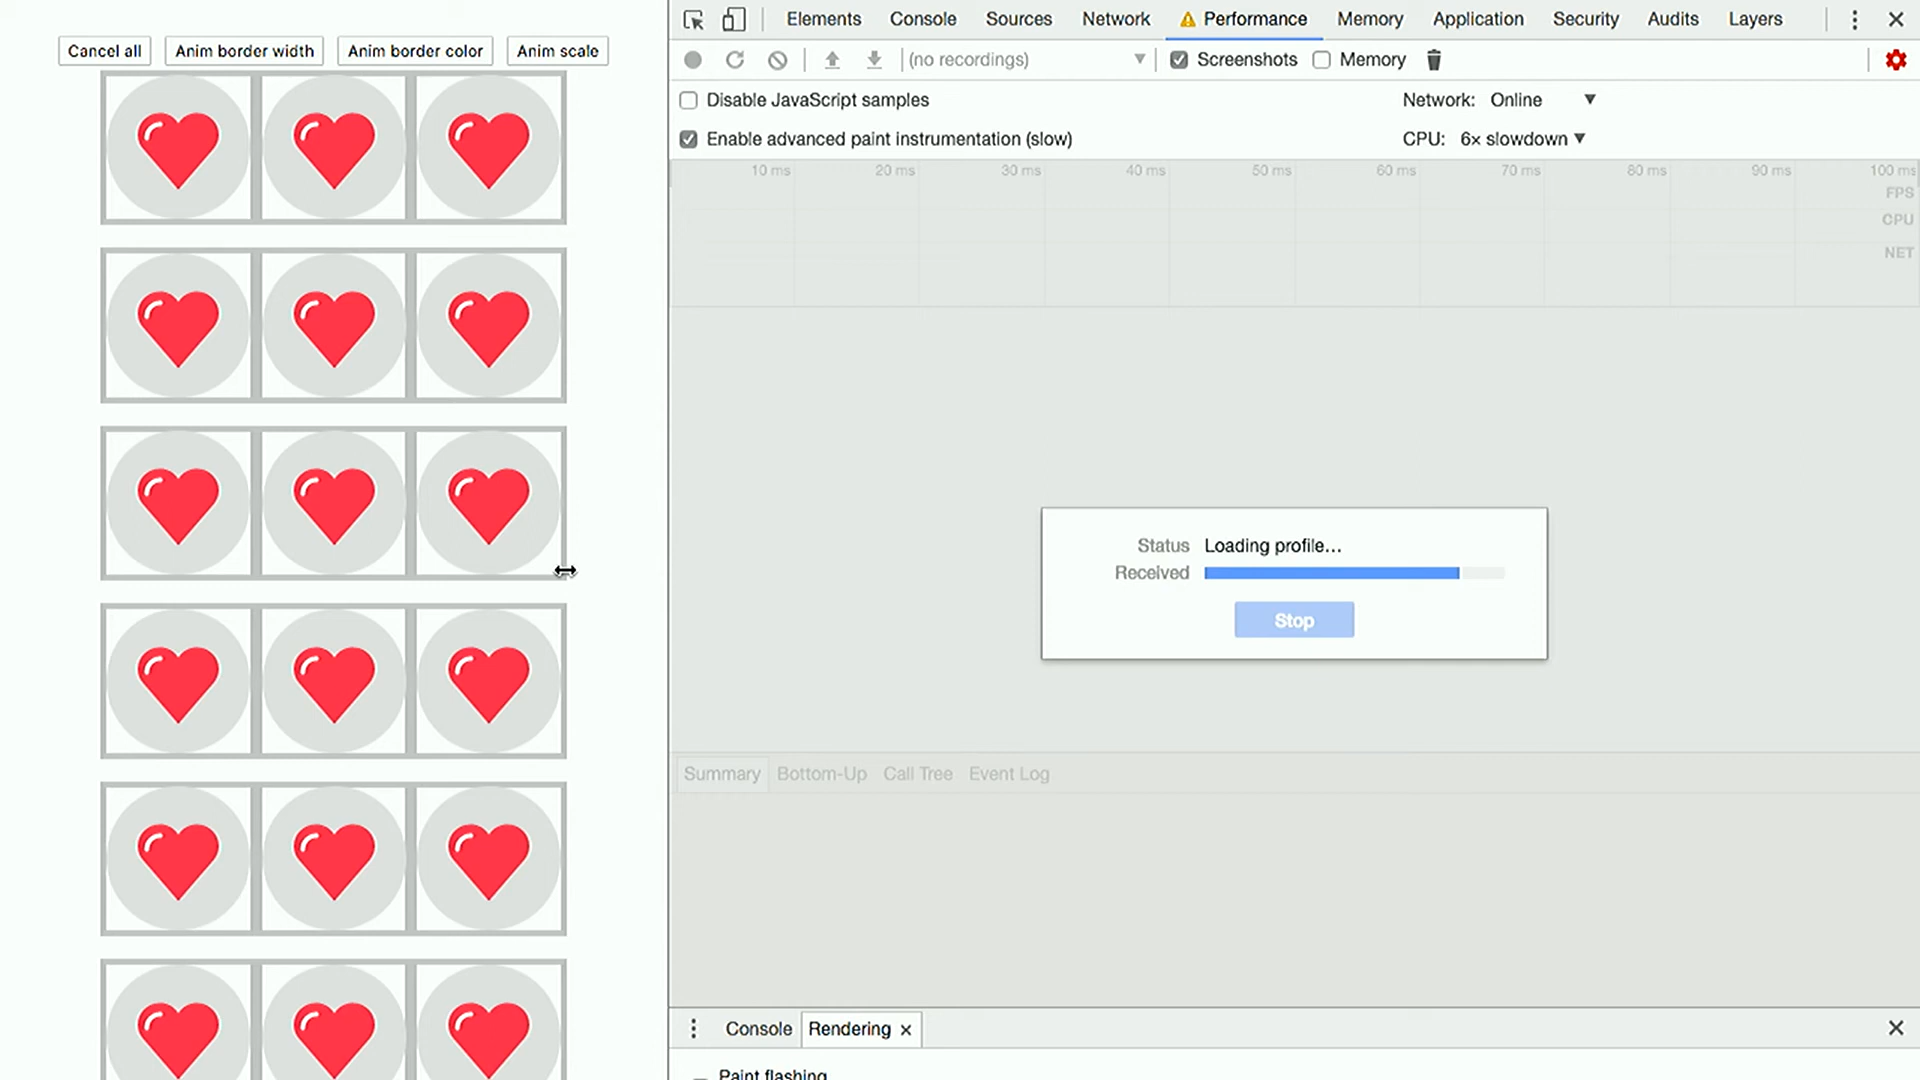 Cancel all Anim border width Anim border color Anim scale
Elements Console Sources Network Performance Memory Application Security Audits Layers
(no recordings) Screenshots Memory
Disable JavaScript samples Network: Online
Enable advanced paint instrumentation (slow) CPU: 6× slowdown
10 ms 20 ms 30 ms 40 ms 50 ms 60 ms 70 ms 80 ms 90 ms 100 ms
FPS
CPU
NET
Status Loading profile…
Received
Stop
Summary Bottom-Up Call Tree Event Log
Console Rendering
Paint flashing